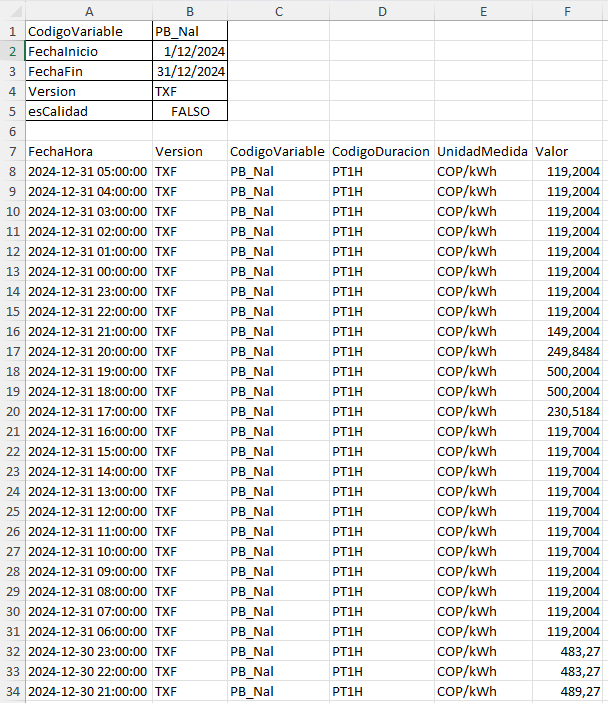 A B C D E F
1 CodigoVariable PB_Nal
2 FechaInicio 1/12/2024
3 FechaFin 31/12/2024
4 Version TXF
5 esCalidad FALSO
6
7 FechaHora Version CodigoVariable CodigoDuracion UnidadMedida Valor
8 2024-12-31 05:00:00 TXF PB_Nal PT1H COP/kWh 119,2004
9 2024-12-31 04:00:00 TXF PB_Nal PT1H COP/kWh 119,2004
10 2024-12-31 03:00:00 TXF PB_Nal PT1H COP/kWh 119,2004
11 2024-12-31 02:00:00 TXF PB_Nal PT1H COP/kWh 119,2004
12 2024-12-31 01:00:00 TXF PB_Nal PT1H COP/kWh 119,2004
13 2024-12-31 00:00:00 TXF PB_Nal PT1H COP/kWh 119,2004
14 2024-12-31 23:00:00 TXF PB_Nal PT1H COP/kWh 119,2004
15 2024-12-31 22:00:00 TXF PB_Nal PT1H COP/kWh 119,2004
16 2024-12-31 21:00:00 TXF PB_Nal PT1H COP/kWh 149,2004
17 2024-12-31 20:00:00 TXF PB_Nal PT1H COP/kWh 249,8484
18 2024-12-31 19:00:00 TXF PB_Nal PT1H COP/kWh 500,2004
19 2024-12-31 18:00:00 TXF PB_Nal PT1H COP/kWh 500,2004
20 2024-12-31 17:00:00 TXF PB_Nal PT1H COP/kWh 230,5184
21 2024-12-31 16:00:00 TXF PB_Nal PT1H COP/kWh 119,7004
22 2024-12-31 15:00:00 TXF PB_Nal PT1H COP/kWh 119,7004
23 2024-12-31 14:00:00 TXF PB_Nal PT1H COP/kWh 119,7004
24 2024-12-31 13:00:00 TXF PB_Nal PT1H COP/kWh 119,7004
25 2024-12-31 12:00:00 TXF PB_Nal PT1H COP/kWh 119,7004
26 2024-12-31 11:00:00 TXF PB_Nal PT1H COP/kWh 119,7004
27 2024-12-31 10:00:00 TXF PB_Nal PT1H COP/kWh 119,7004
28 2024-12-31 09:00:00 TXF PB_Nal PT1H COP/kWh 119,2004
29 2024-12-31 08:00:00 TXF PB_Nal PT1H COP/kWh 119,2004
30 2024-12-31 07:00:00 TXF PB_Nal PT1H COP/kWh 119,2004
31 2024-12-31 06:00:00 TXF PB_Nal PT1H COP/kWh 119,2004
32 2024-12-30 23:00:00 TXF PB_Nal PT1H COP/kWh 483,27
33 2024-12-30 22:00:00 TXF PB_Nal PT1H COP/kWh 483,27
34 2024-12-30 21:00:00 TXF PB_Nal PT1H COP/kWh 489,27